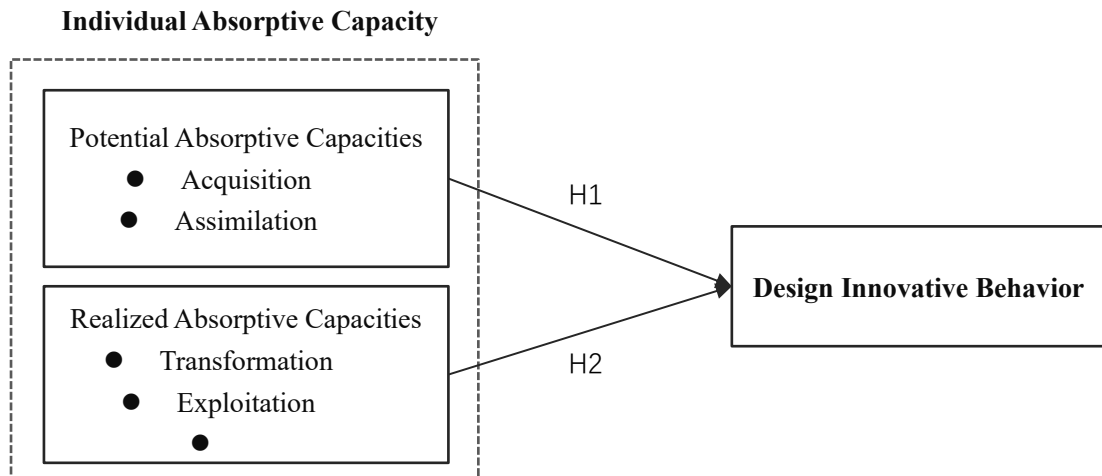 Individual Absorptive Capacity
Potential Absorptive Capacities
● Acquisition
● Assimilation
H1
Design Innovative Behavior
Realized Absorptive Capacities
● Transformation
H2
● Exploitation
●